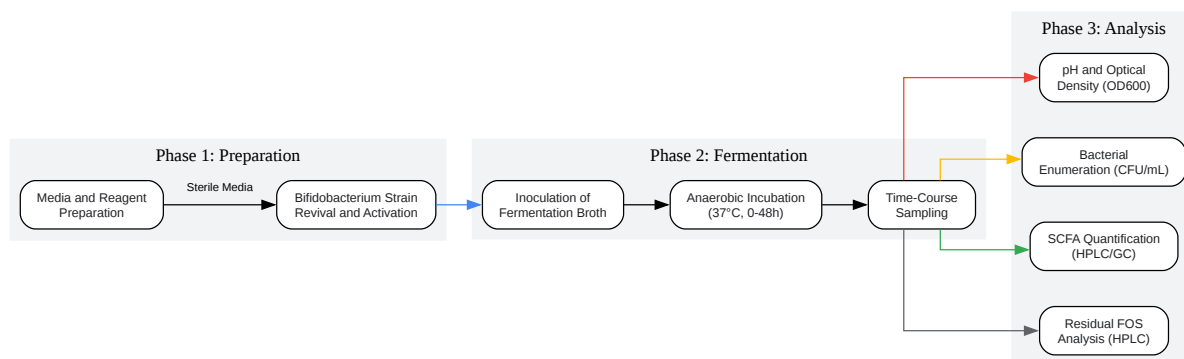 Phase 1: Preparation
Media and Reagent
Preparation
Sterile Media
Bifidobacterium Strain
Revival and Activation
Phase 2: Fermentation
Inoculation of
Fermentation Broth
Anaerobic Incubation
(37°C, 0-48h)
Time-Course
Sampling
Phase 3: Analysis
pH and Optical
Density (OD600)
Bacterial
Enumeration (CFU/mL)
SCFA Quantification
(HPLC/GC)
Residual FOS
Analysis (HPLC)